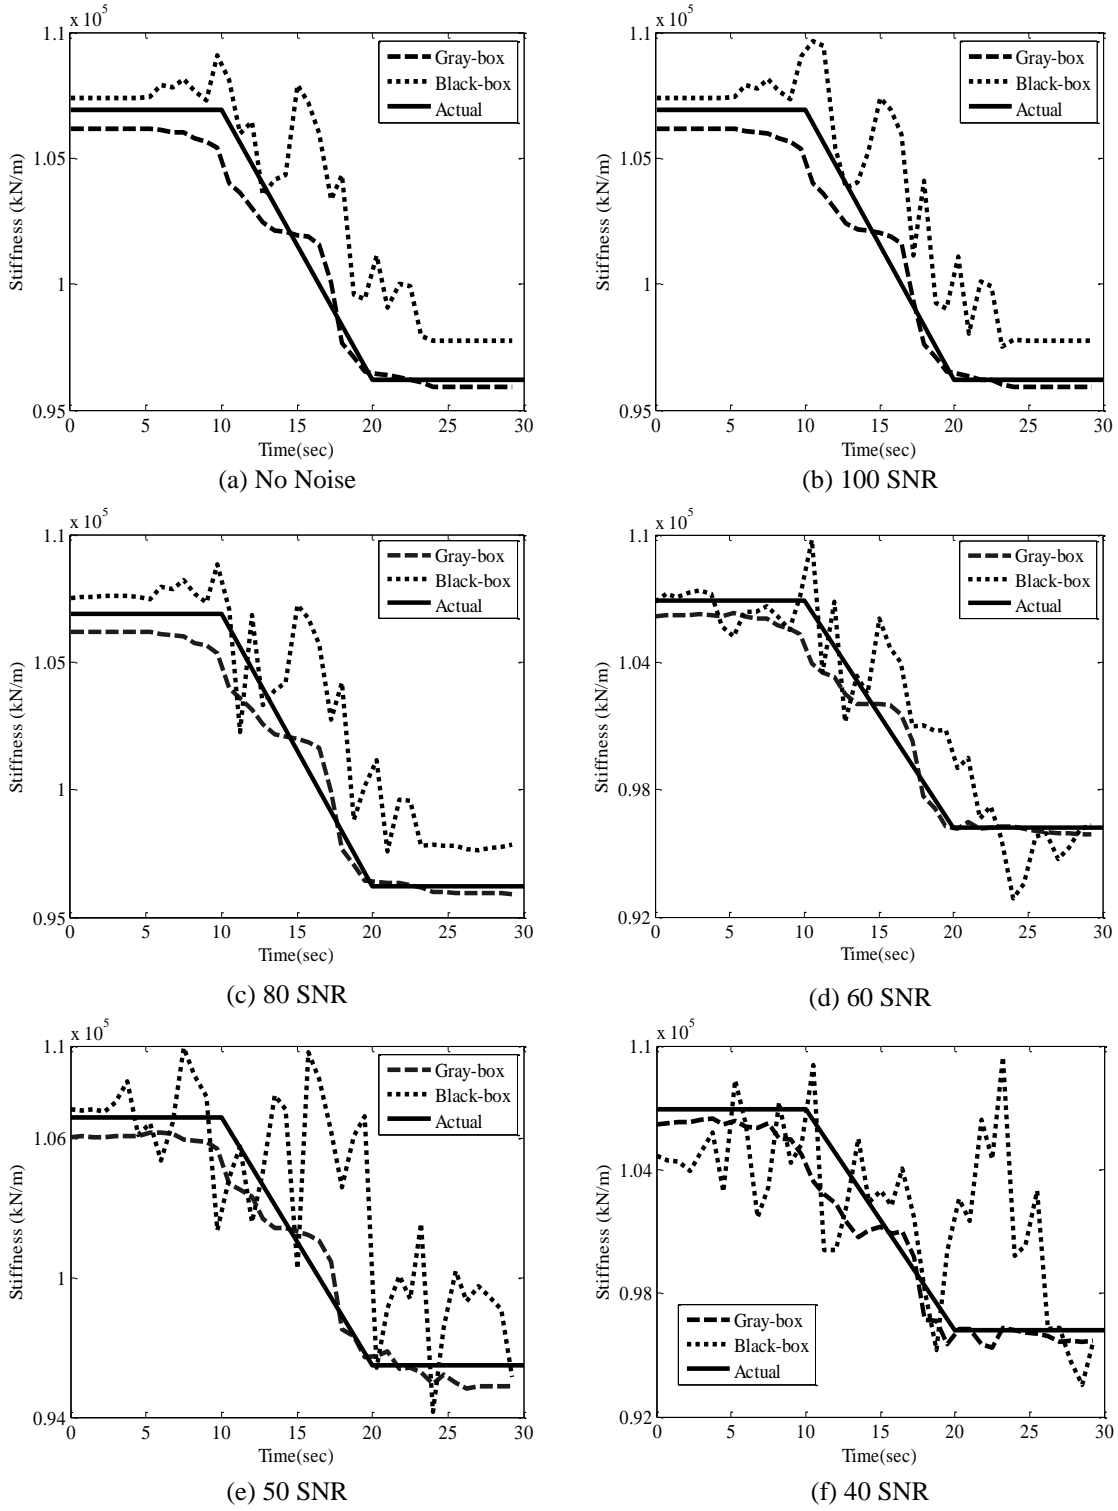 x 10^5
1.1
1.05
1
0.95
Stiffness (kN/m)
Gray-box
Black-box
Actual
0 5 10 15 20 25 30
Time(sec)
(a) No Noise
x 10^5
1.1
1.05
1
0.95
Stiffness (kN/m)
Gray-box
Black-box
Actual
0 5 10 15 20 25 30
Time(sec)
(b) 100 SNR
x 10^5
1.1
1.05
1
0.95
Stiffness (kN/m)
Gray-box
Black-box
Actual
0 5 10 15 20 25 30
Time(sec)
(c) 80 SNR
x 10^5
1.1
1.04
0.98
0.92
Stiffness (kN/m)
Gray-box
Black-box
Actual
0 5 10 15 20 25 30
Time(sec)
(d) 60 SNR
x 10^5
1.1
1.06
1
0.94
Stiffness (kN/m)
Gray-box
Black-box
Actual
0 5 10 15 20 25 30
Time(sec)
(e) 50 SNR
x 10^5
1.1
1.04
0.98
0.92
Stiffness (kN/m)
Gray-box
Black-box
Actual
0 5 10 15 20 25 30
Time(sec)
(f) 40 SNR